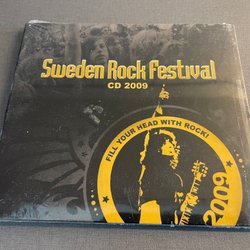 Sweden Rock Festival
CD 2009
FILL YOUR HEAD WITH ROCK!
2009